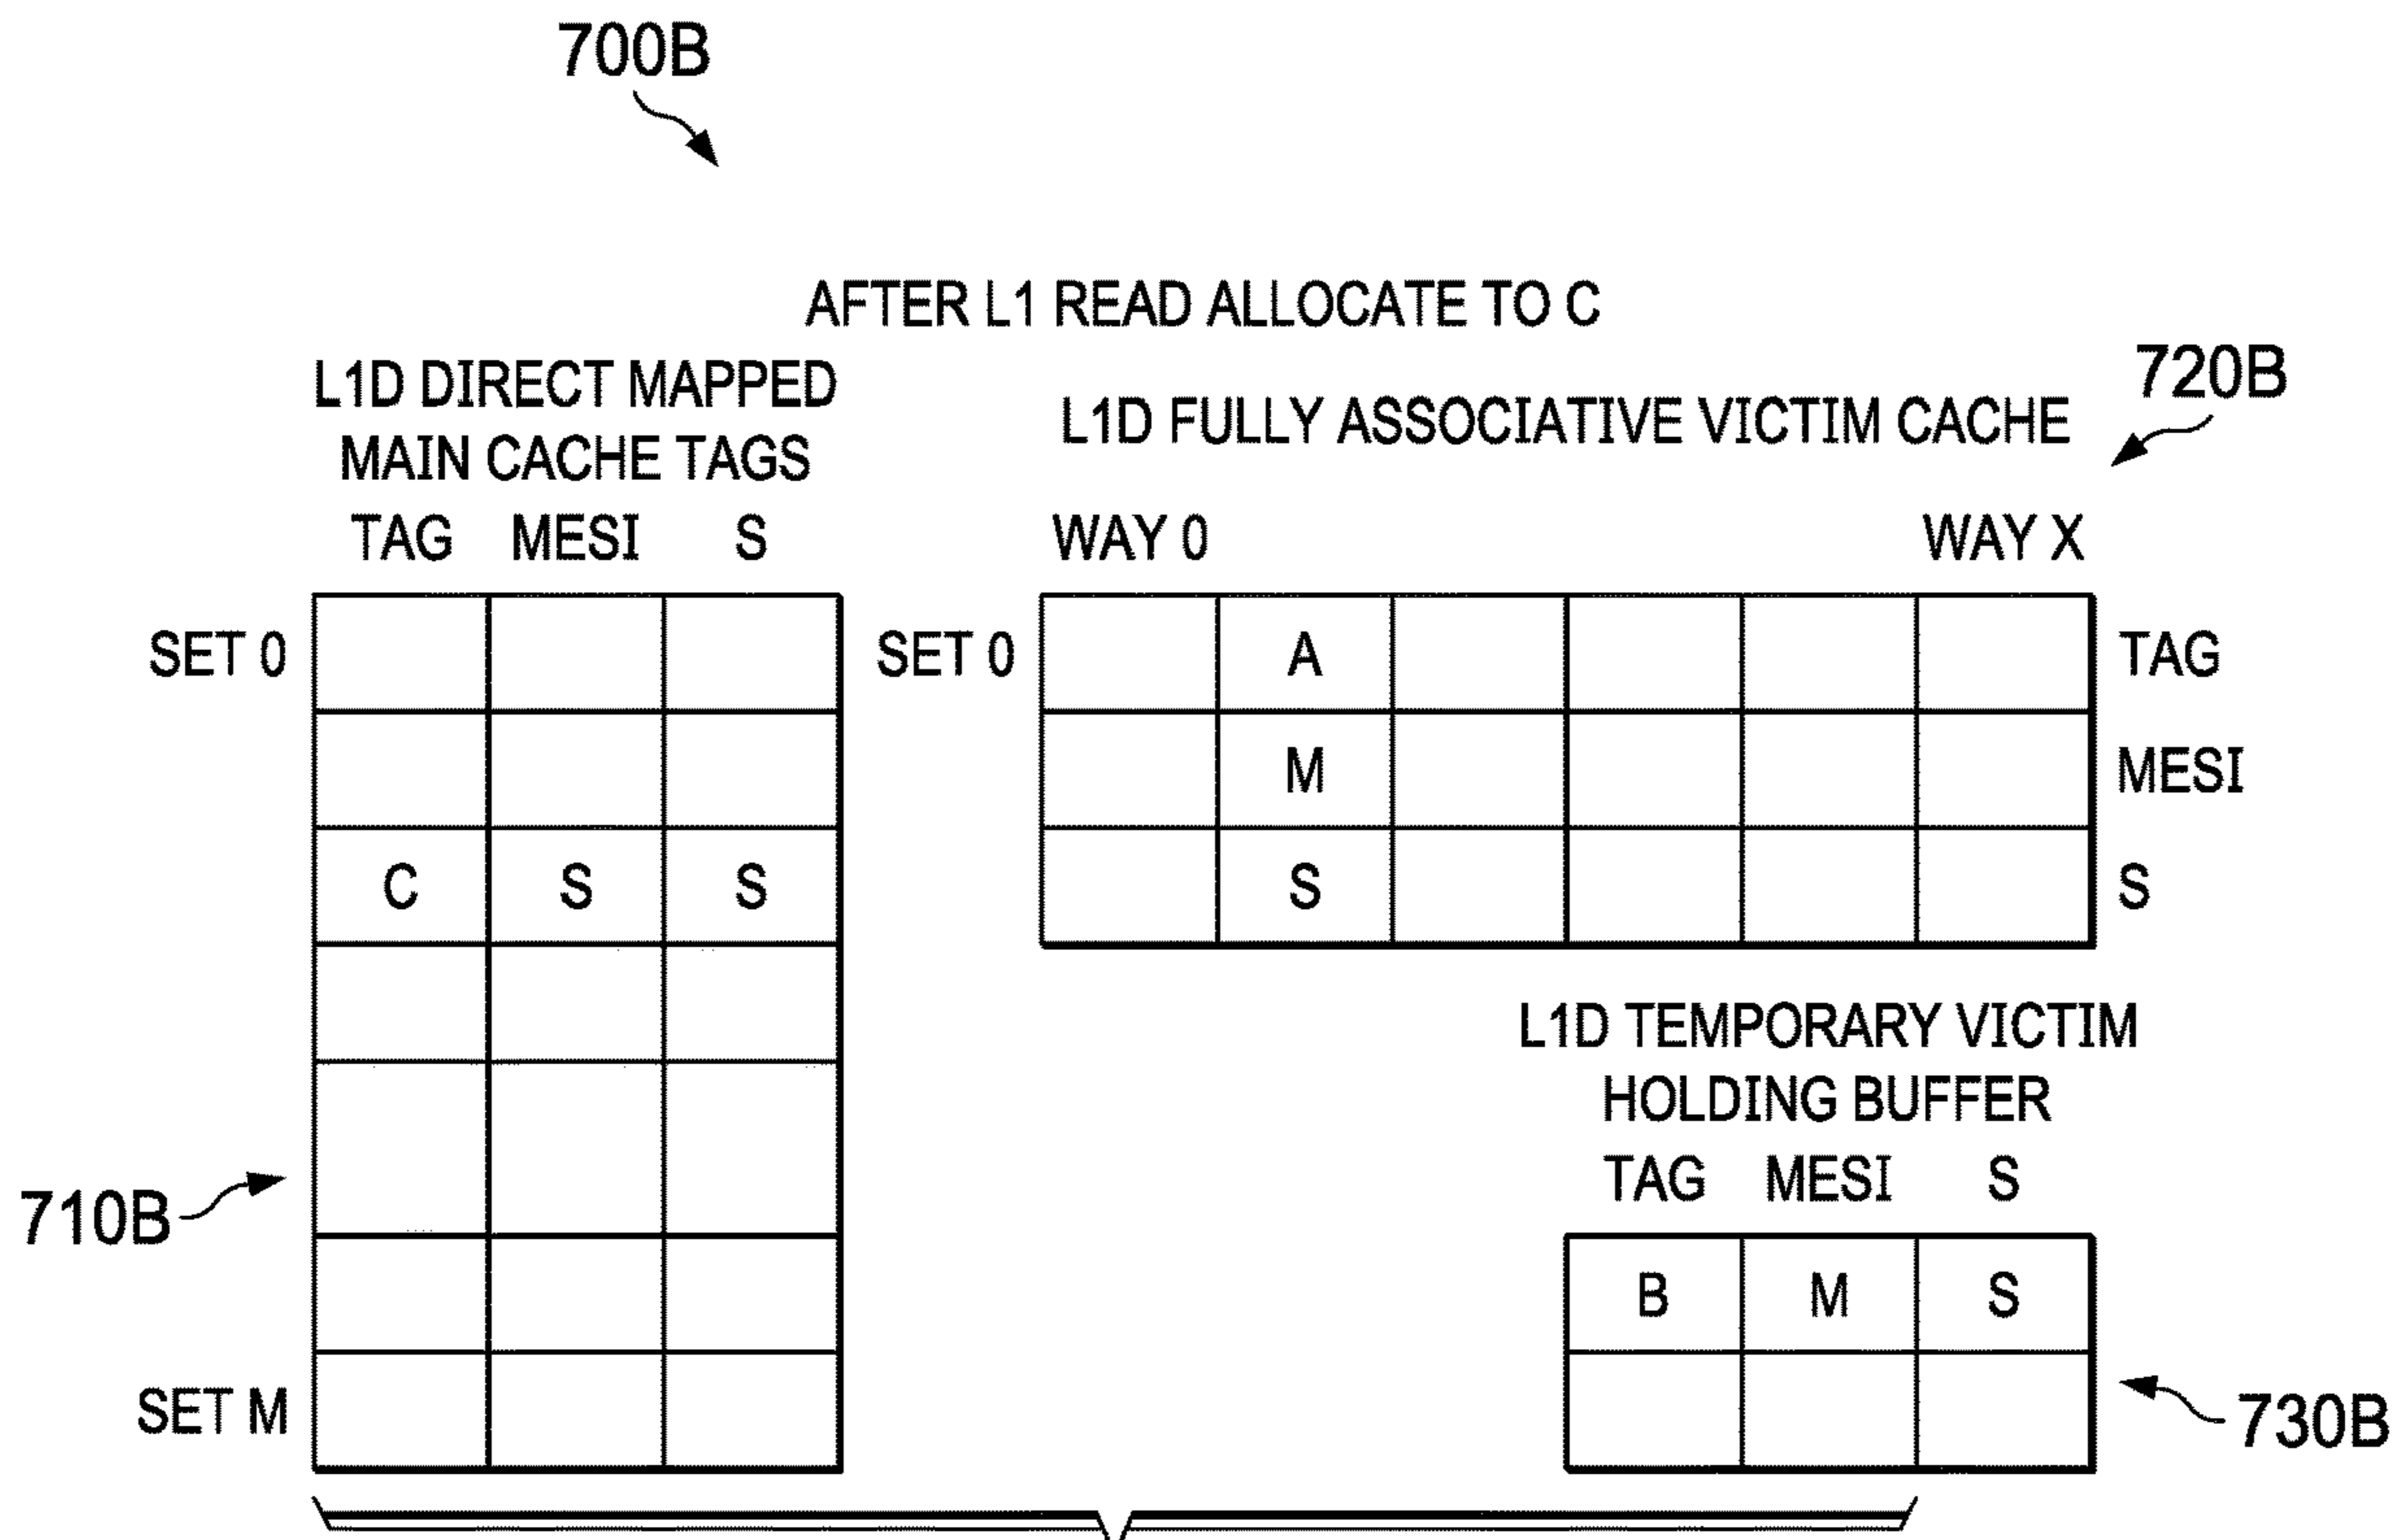 700B
AFTER L1 READ ALLOCATE TO C
L1D DIRECT MAPPED
MAIN CACHE TAGS
TAG MESI S
720B
L1D FULLY ASSOCIATIVE VICTIM CACHE
WAY 0 WAY X
SET 0
SET 0 A TAG
M MESI
C S S
S S
L1D TEMPORARY VICTIM
HOLDING BUFFER
TAG MESI S
710B
B M S
SET M
730B